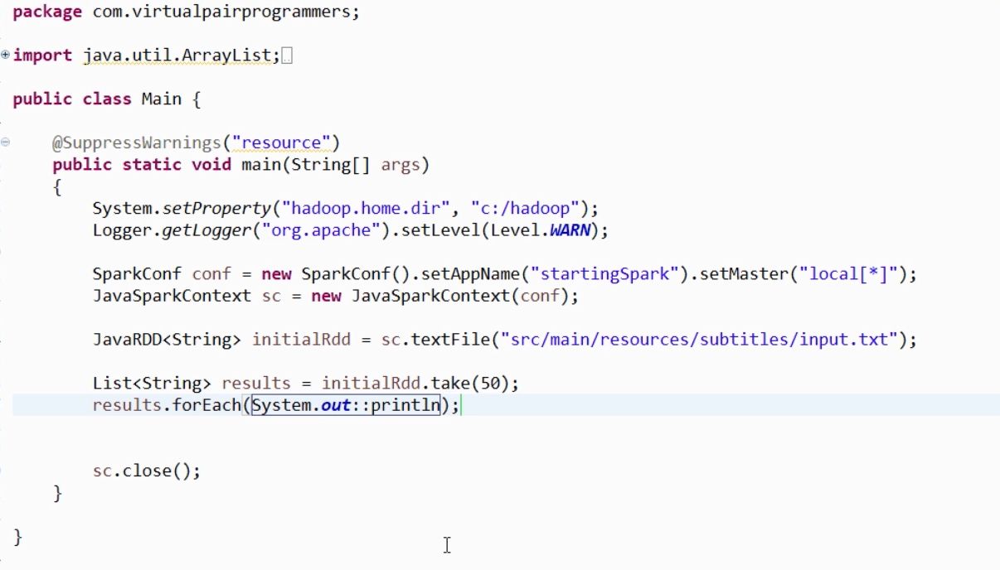 package com.virtualpairprogrammers;
import java.util.ArrayList;
public class Main {
@SuppressWarnings("resource")
public static void main(String[] args)
{
System.setProperty("hadoop.home.dir", "c:/hadoop");
Logger.getLogger("org.apache").setLevel(Level.WARN);
SparkConf conf = new SparkConf().setAppName("startingSpark").setMaster("local[*]");
JavaSparkContext sc = new JavaSparkContext(conf);
JavaRDD<String> initialRdd = sc.textFile("src/main/resources/subtitles/input.txt");
List<String> results = initialRdd.take(50);
results.forEach(System.out::println);
sc.close();
}
}